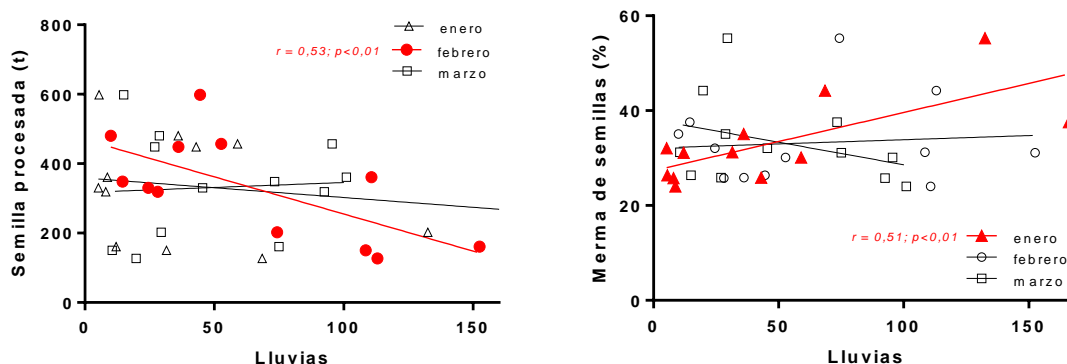 Semilla procesada (t)
800
600
400
200
0
0 50 100 150
Lluvias
r = 0,53; p<0,01
enero
febrero
marzo
Merma de semillas (%)
60
40
20
0
0 50 100 150
Lluvias
r = 0,51; p<0,01
enero
febrero
marzo